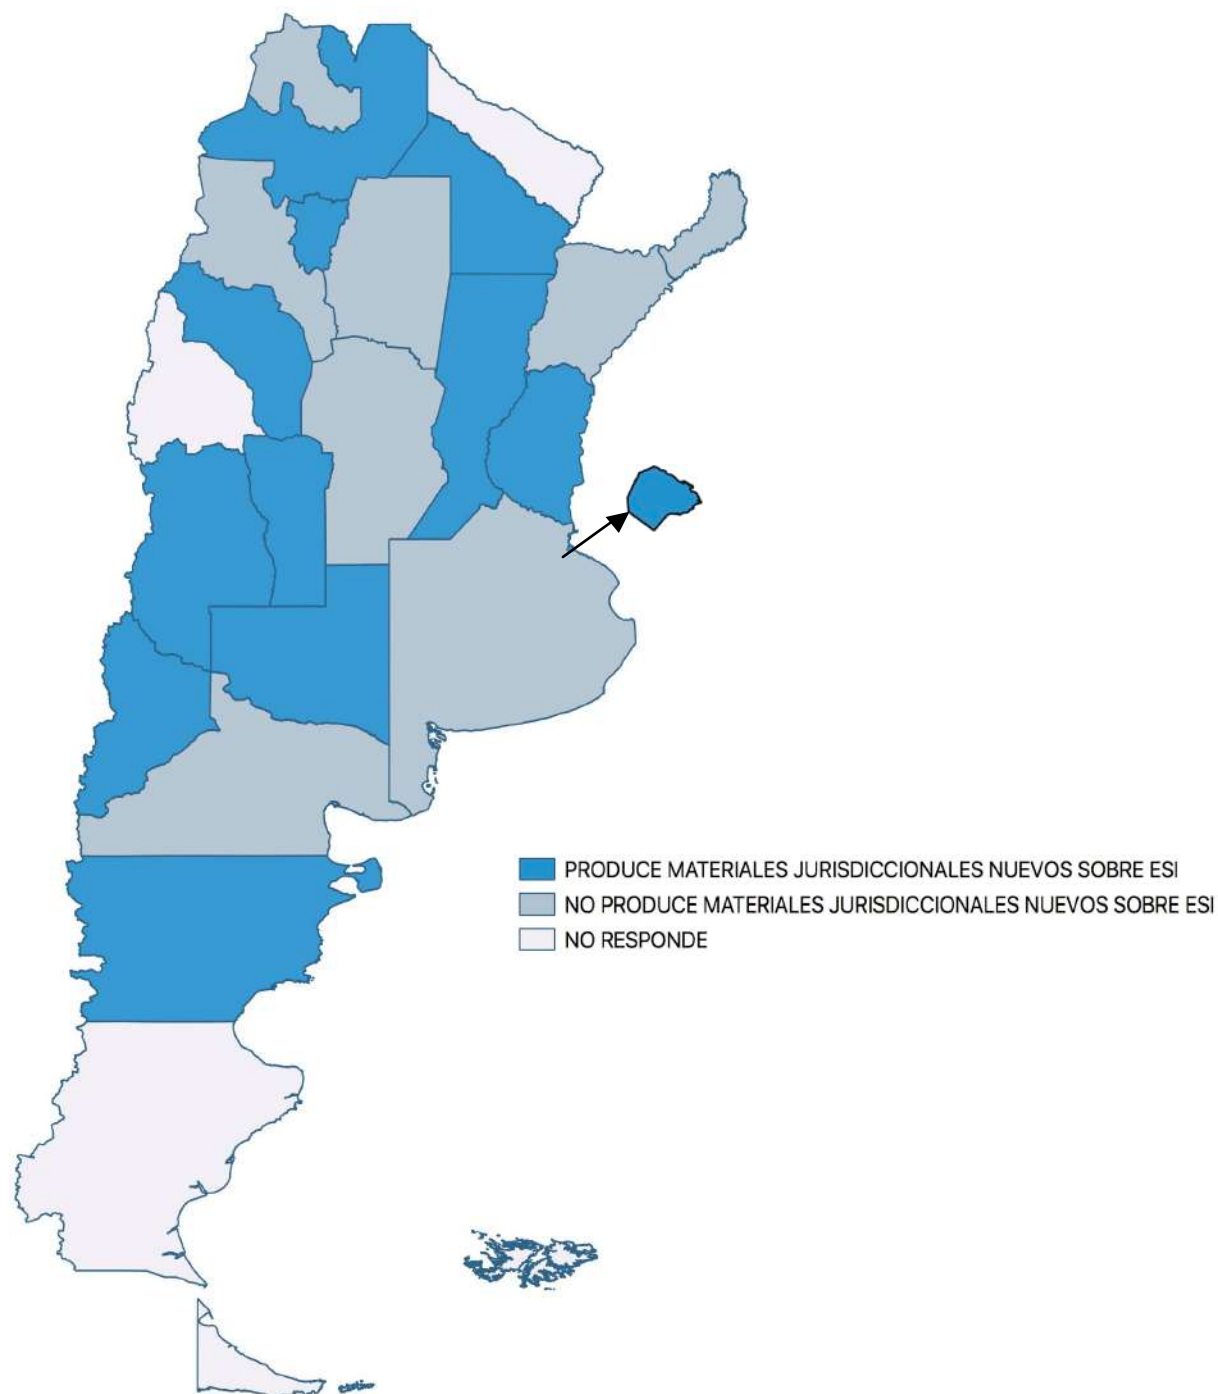 PRODUCE MATERIALES JURISDICCIONALES NUEVOS SOBRE ESI
NO PRODUCE MATERIALES JURISDICCIONALES NUEVOS SOBRE ESI
NO RESPONDE